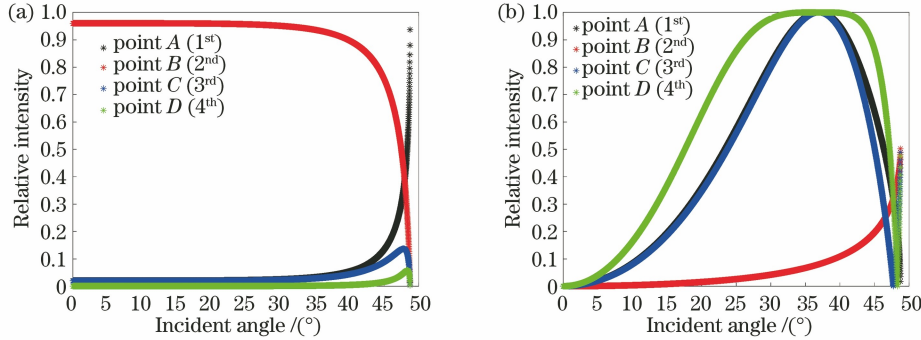 (a)
1.0
0.9
0.8
0.7
0.6
0.5
0.4
0.3
0.2
0.1
0
Relative intensity
point A (1st)
point B (2nd)
point C (3rd)
point D (4th)
0 5 10 15 20 25 30 35 40 45 50
Incident angle /(°)
(b)
1.0
0.9
0.8
0.7
0.6
0.5
0.4
0.3
0.2
0.1
0
Relative intensity
point A (1st)
point B (2nd)
point C (3rd)
point D (4th)
0 5 10 15 20 25 30 35 40 45 50
Incident angle /(°)